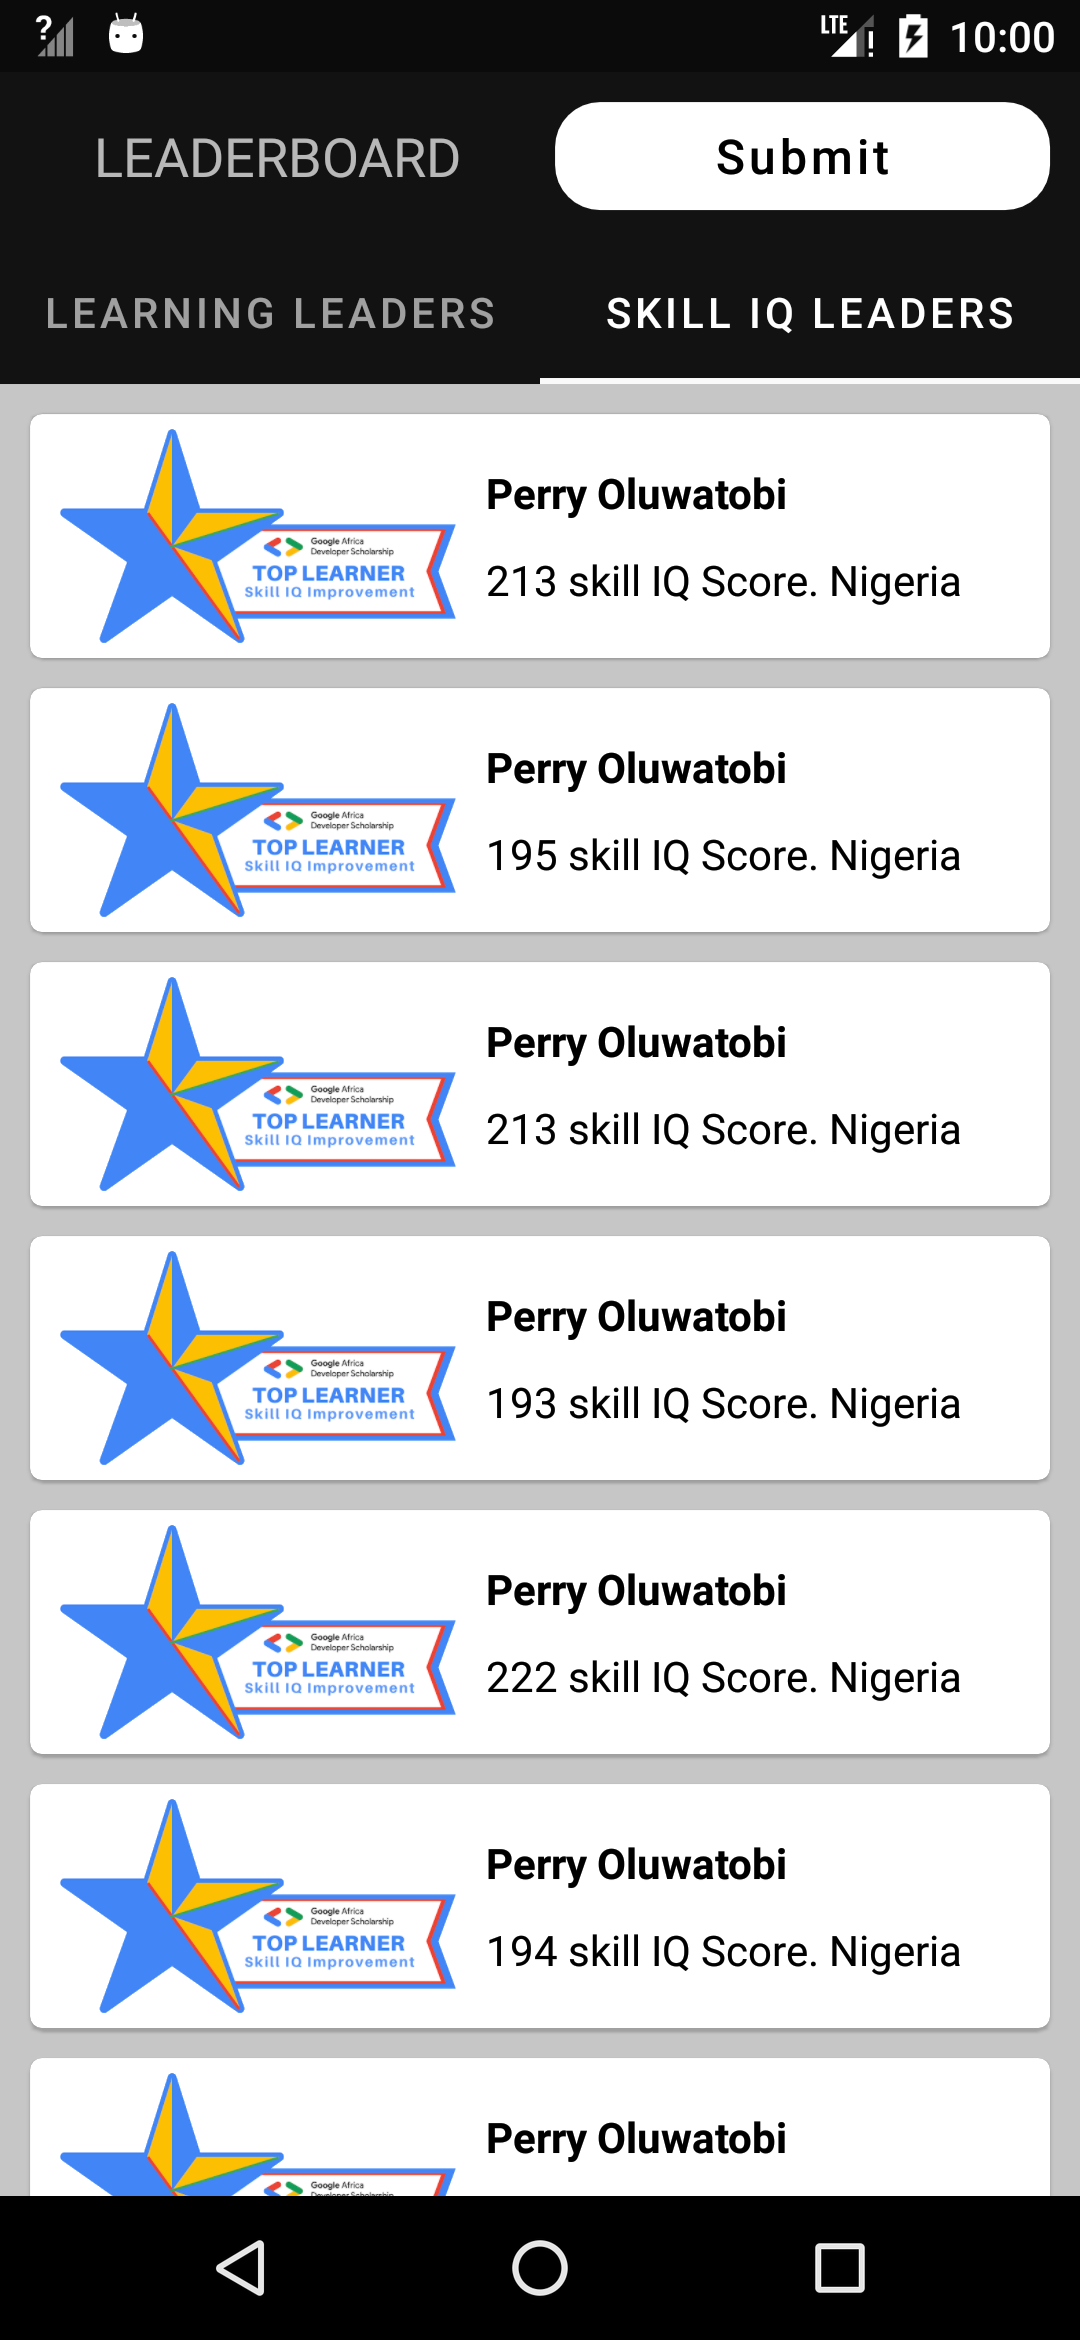 LTE 10:00
LEADERBOARD Submit
LEARNING LEADERS SKILL IQ LEADERS
Perry Oluwatobi
Google Africa
Developer Scholarship
TOP LEARNER
Skill IQ Improvement
213 skill IQ Score. Nigeria
Perry Oluwatobi
Google Africa
Developer Scholarship
TOP LEARNER
Skill IQ Improvement
195 skill IQ Score. Nigeria
Perry Oluwatobi
Google Africa
Developer Scholarship
TOP LEARNER
Skill IQ Improvement
213 skill IQ Score. Nigeria
Perry Oluwatobi
Google Africa
Developer Scholarship
TOP LEARNER
Skill IQ Improvement
193 skill IQ Score. Nigeria
Perry Oluwatobi
Google Africa
Developer Scholarship
TOP LEARNER
Skill IQ Improvement
222 skill IQ Score. Nigeria
Perry Oluwatobi
Google Africa
Developer Scholarship
TOP LEARNER
Skill IQ Improvement
194 skill IQ Score. Nigeria
Perry Oluwatobi
Google Africa
Developer Scholarship